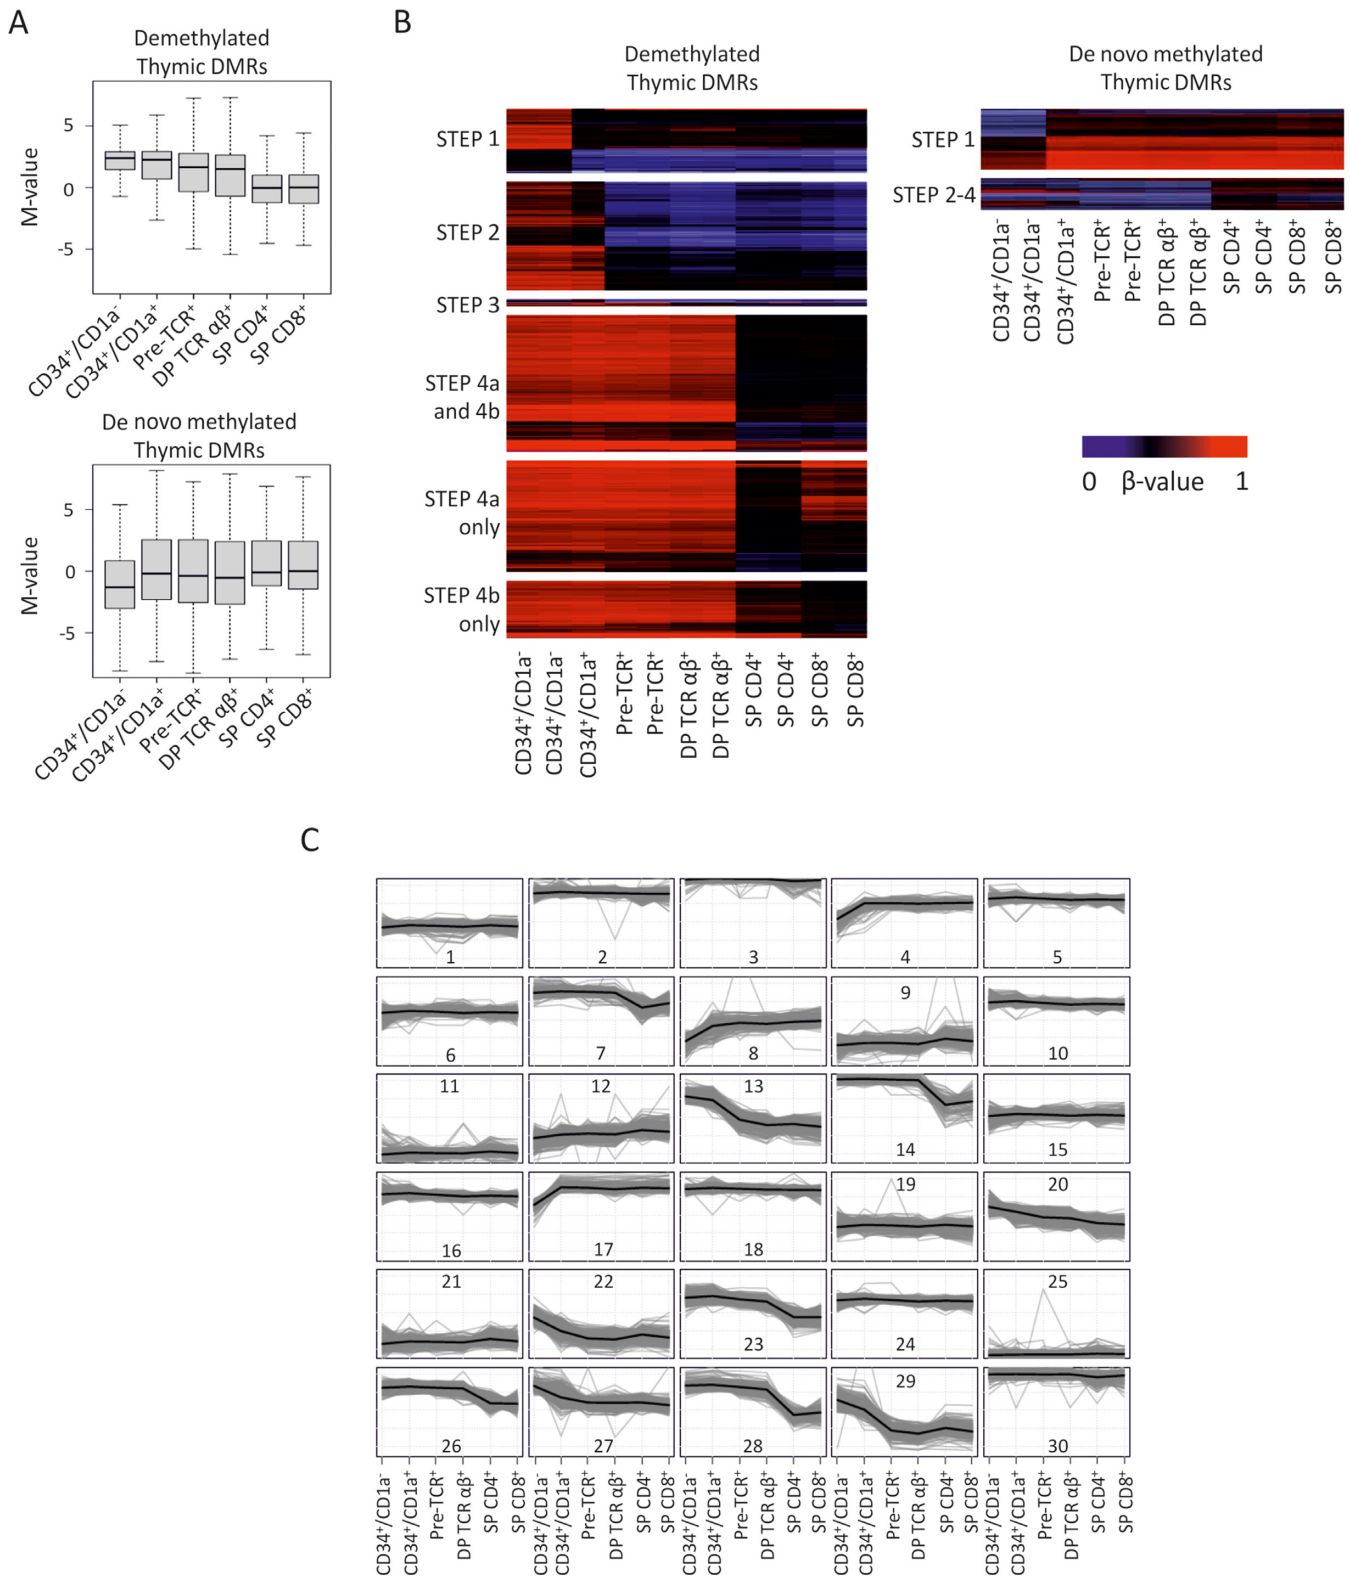 A
Demethylated
Thymic DMRs
5
0
-5
M-value
CD34⁺/CD1a⁻
CD34⁺/CD1a⁺
Pre-TCR⁺
DP TCR αβ⁺
SP CD4⁺
SP CD8⁺
De novo methylated
Thymic DMRs
5
0
-5
M-value
CD34⁺/CD1a⁻
CD34⁺/CD1a⁺
Pre-TCR⁺
DP TCR αβ⁺
SP CD4⁺
SP CD8⁺
B
Demethylated
Thymic DMRs
STEP 1
STEP 2
STEP 3
STEP 4a
and 4b
STEP 4a
only
STEP 4b
only
CD34⁺/CD1a⁻
CD34⁺/CD1a⁻
CD34⁺/CD1a⁺
Pre-TCR⁺
Pre-TCR⁺
DP TCR αβ⁺
DP TCR αβ⁺
SP CD4⁺
SP CD4⁺
SP CD8⁺
SP CD8⁺
De novo methylated
Thymic DMRs
STEP 1
STEP 2-4
CD34⁺/CD1a⁻
CD34⁺/CD1a⁻
CD34⁺/CD1a⁺
Pre-TCR⁺
Pre-TCR⁺
DP TCR αβ⁺
DP TCR αβ⁺
SP CD4⁺
SP CD4⁺
SP CD8⁺
SP CD8⁺
0 β-value 1
C
1 2 3 4 5
6 7 8 9 10
11 12 13 14 15
16 17 18 19 20
21 22 23 24 25
26 27 28 29 30
CD34⁺/CD1a⁻
CD34⁺/CD1a⁺
Pre-TCR⁺
DP TCR αβ⁺
SP CD4⁺
SP CD8⁺
CD34⁺/CD1a⁻
CD34⁺/CD1a⁺
Pre-TCR⁺
DP TCR αβ⁺
SP CD4⁺
SP CD8⁺
CD34⁺/CD1a⁻
CD34⁺/CD1a⁺
Pre-TCR⁺
DP TCR αβ⁺
SP CD4⁺
SP CD8⁺
CD34⁺/CD1a⁻
CD34⁺/CD1a⁺
Pre-TCR⁺
DP TCR αβ⁺
SP CD4⁺
SP CD8⁺
CD34⁺/CD1a⁻
CD34⁺/CD1a⁺
Pre-TCR⁺
DP TCR αβ⁺
SP CD4⁺
SP CD8⁺